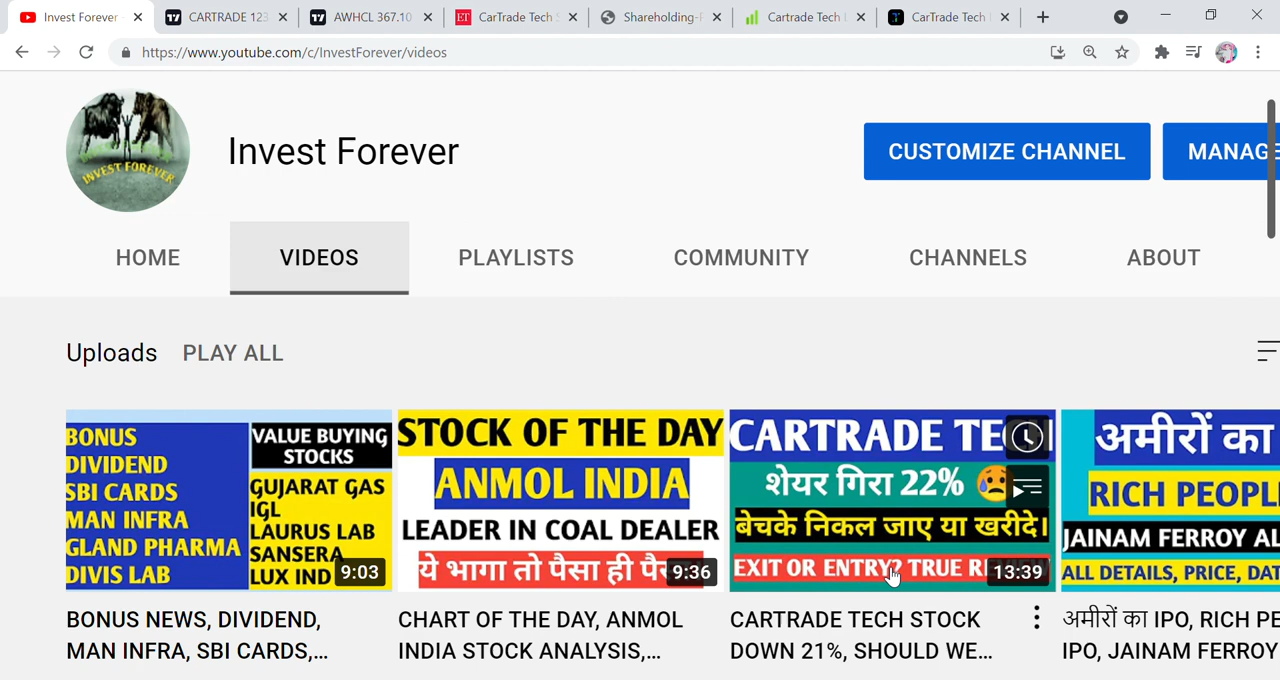 Invest Forever -
CARTRADE 123
AWHCL 367.10
ET
CarTrade Tech S
Shareholding-P
Cartrade Tech L
CarTrade Tech L
https://www.youtube.com/c/InvestForever/videos
INVEST FOREVER
Invest Forever
CUSTOMIZE CHANNEL
MANAGE
HOME
VIDEOS
PLAYLISTS
COMMUNITY
CHANNELS
ABOUT
Uploads
PLAY ALL
BONUS
DIVIDEND
SBI CARDS
MAN INFRA
GLAND PHARMA
DIVIS LAB
VALUE BUYING
STOCKS
GUJARAT GAS
IGL
LAURUS LAB
SANSERA
LUX IND
9:03
BONUS NEWS, DIVIDEND,
MAN INFRA, SBI CARDS,...
STOCK OF THE DAY
ANMOL INDIA
LEADER IN COAL DEALER
ये भागा तो पैसा ही
9:36
CHART OF THE DAY, ANMOL
INDIA STOCK ANALYSIS,...
CARTRADE
शेयर गिरा 22% 😥
बेचके निकल जाए या खरीदे।
EXIT OR ENTRY? TRUE
13:39
CARTRADE TECH STOCK
DOWN 21%, SHOULD WE...
अमीरों का
RICH PEOPL
JAINAM FERROY AL
ALL DETAILS, PRICE, DAT
अमीरों का IPO, RICH PE
IPO, JAINAM FERROY